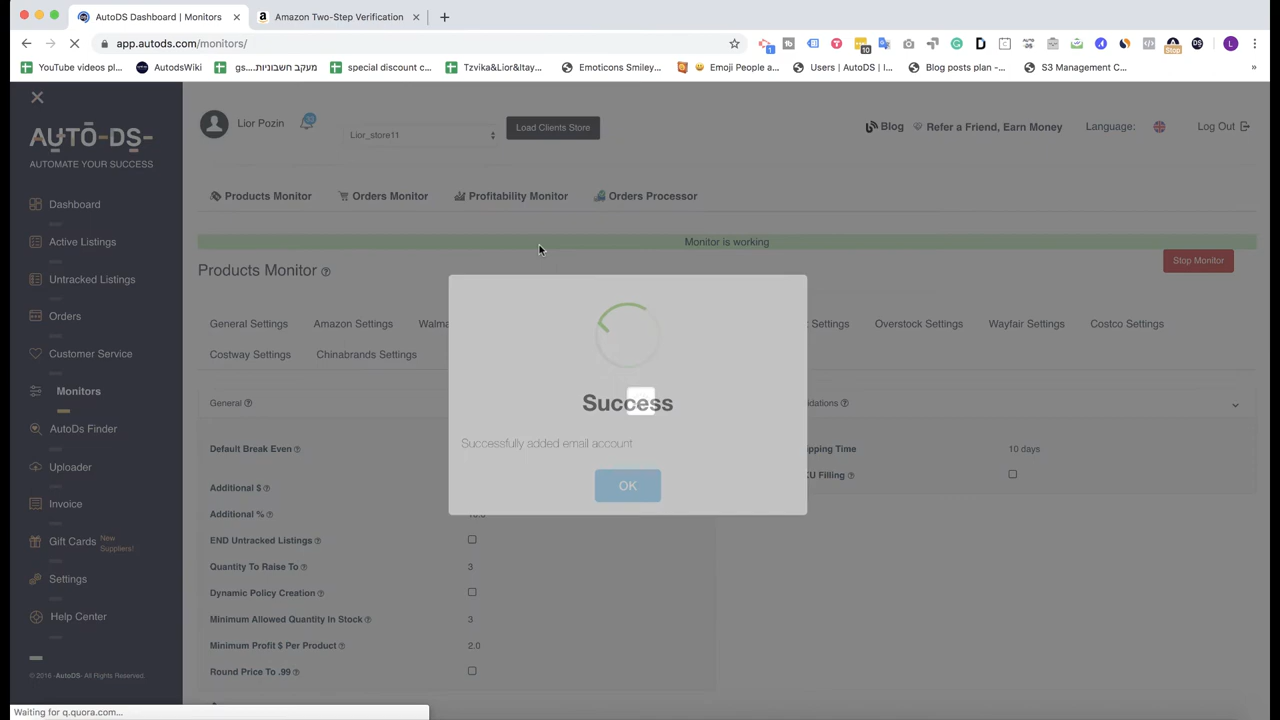 AutoDS Dashboard | Monitors
Amazon Two-Step Verification
app.autods.com/monitors/
10
Stop
L
YouTube videos pl...
AutodsWiki
gs....מעקב חשבוניות
special discount c...
Tzvika&Lior&Itay...
Emoticons Smiley...
Emoji People a...
Users | AutoDS | I...
Blog posts plan -...
S3 Management C...
»
AUTO-DS-
AUTOMATE YOUR SUCCESS
Lior Pozin
Lior_store11
Load Clients Store
Blog
Refer a Friend, Earn Money
Language:
Log Out
Dashboard
Active Listings
Untracked Listings
Orders
Customer Service
Monitors
AutoDs Finder
Uploader
Invoice
Gift Cards New Suppliers!
Settings
Help Center
© 2016 -AutoDS- All Rights Reserved.
Products Monitor
Orders Monitor
Profitability Monitor
Orders Processor
Monitor is working
Products Monitor
Stop Monitor
General Settings
Amazon Settings
Walma
Settings
Overstock Settings
Wayfair Settings
Costco Settings
Costway Settings
Chinabrands Settings
General
idations
Default Break Even
pping Time
10 days
KU Filling
Additional $
Additional %
END Untracked Listings
Quantity To Raise To
3
Dynamic Policy Creation
Minimum Allowed Quantity In Stock
3
Minimum Profit $ Per Product
2.0
Round Price To .99
Success
Successfully added email account
OK
Waiting for q.quora.com...